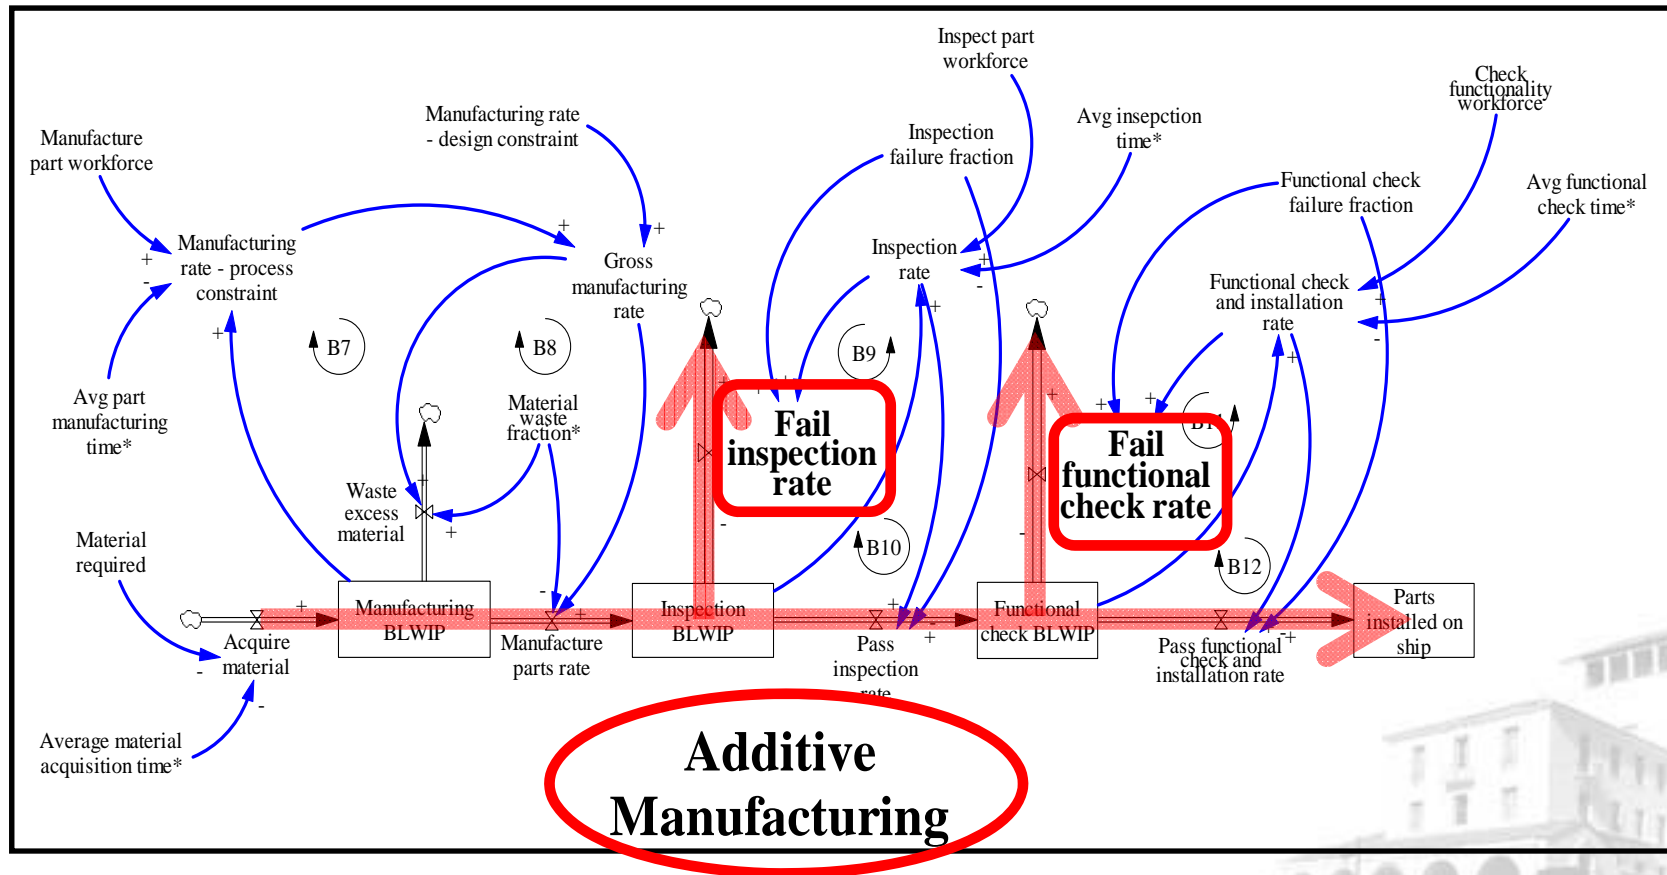 Inspect part
workforce
Check
functionality
workforce
Manufacturing rate
- design constraint
Avg insepction
time*
Manufacture
part workforce
Inspection
failure fraction
Functional check
failure fraction
Avg functional
check time*
+
+
+
-
Manufacturing
rate - process
constraint
Gross
manufacturing
rate
Inspection
rate
+
-
Functional check
and installation
rate
+
-
+
+
+
B7
B8
B9
Avg part
manufacturing
time*
Material
waste
fraction*
+
+
Fail
inspection
rate
+
+
Fail
functional
check rate
Waste
excess
material
+
+
-
-
B10
B12
Material
required
-
+
Manufacturing
BLWIP
-
+
Inspection
BLWIP
+
-
+
Functional
check BLWIP
-
+
Parts
installed on
ship
Acquire
material
-
-
Manufacture
parts rate
Pass
inspection
rate
Pass functional
check and
installation rate
Average material
acquisition time*
Additive
Manufacturing